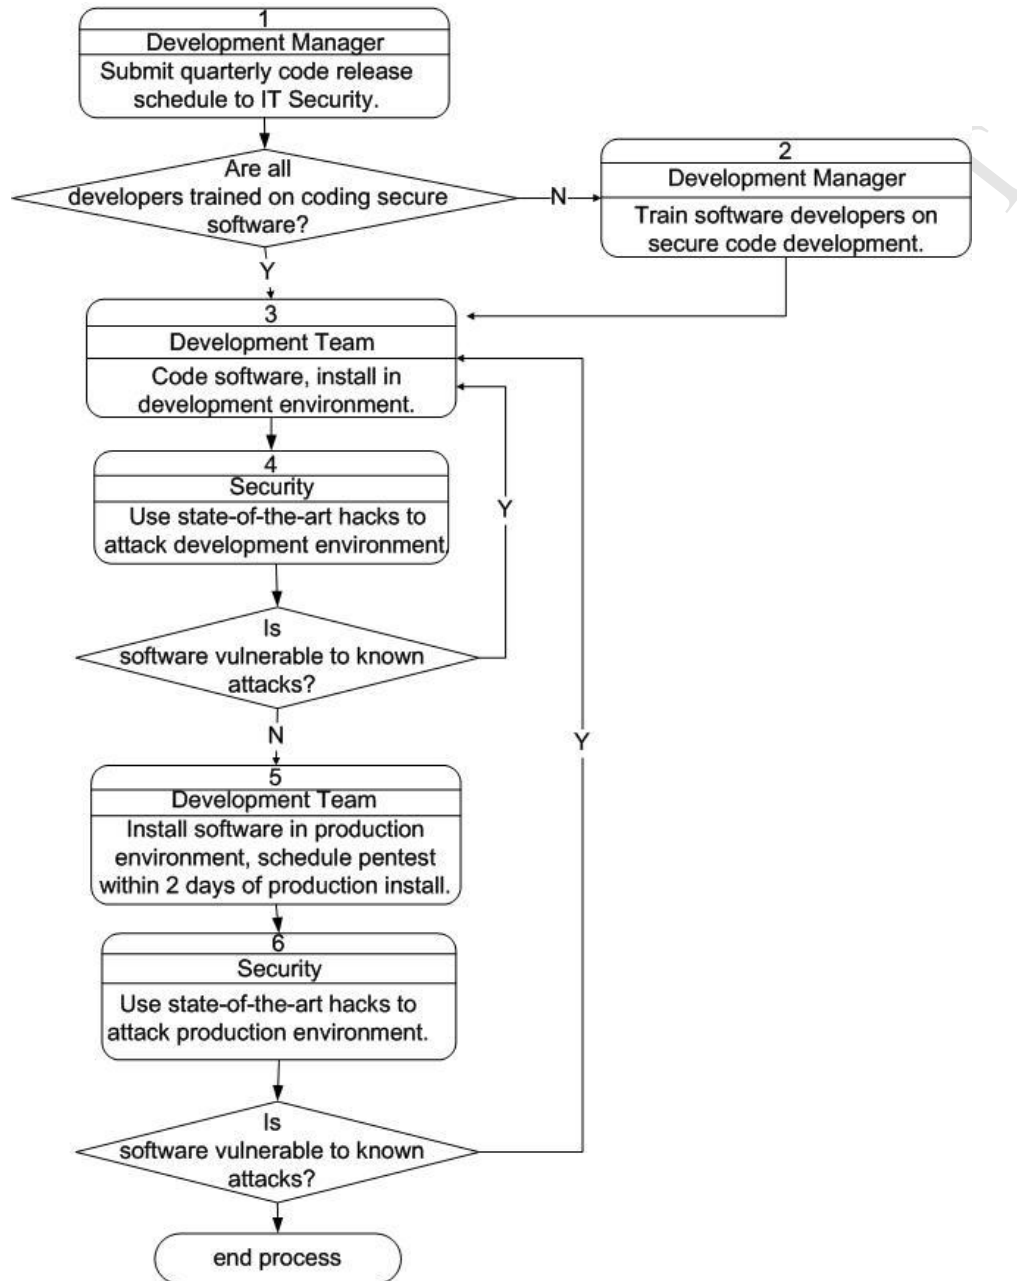 1
Development Manager
Submit quarterly code release
schedule to IT Security.
Are all
developers trained on coding secure
software?
N
2
Development Manager
Train software developers on
secure code development.
Y
3
Development Team
Code software, install in
development environment.
4
Security
Use state-of-the-art hacks to
attack development environment.
Y
Is
software vulnerable to known
attacks?
N
Y
5
Development Team
Install software in production
environment, schedule pentest
within 2 days of production install.
6
Security
Use state-of-the-art hacks to
attack production environment.
Is
software vulnerable to known
attacks?
end process